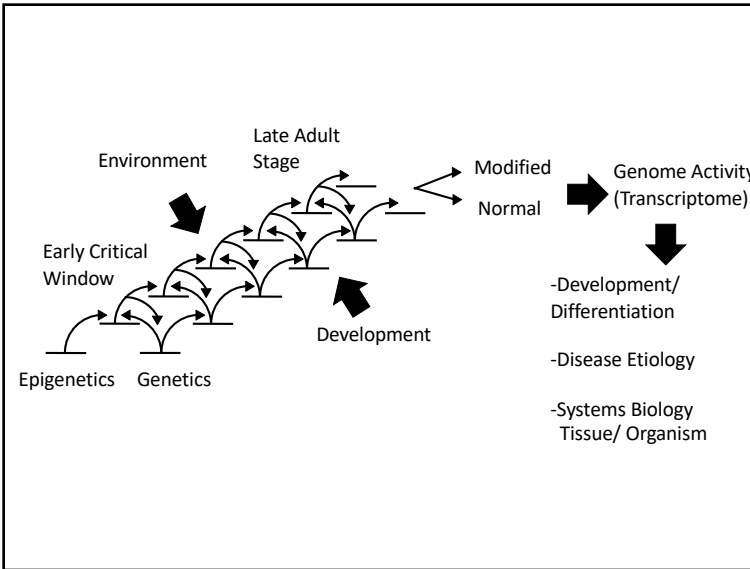 Late Adult
Stage
Environment
Modified
Genome Activity
(Transcriptome)
Normal
Early Critical
Window
-Development/
Differentiation
Development
-Disease Etiology
Epigenetics
Genetics
-Systems Biology
Tissue/ Organism